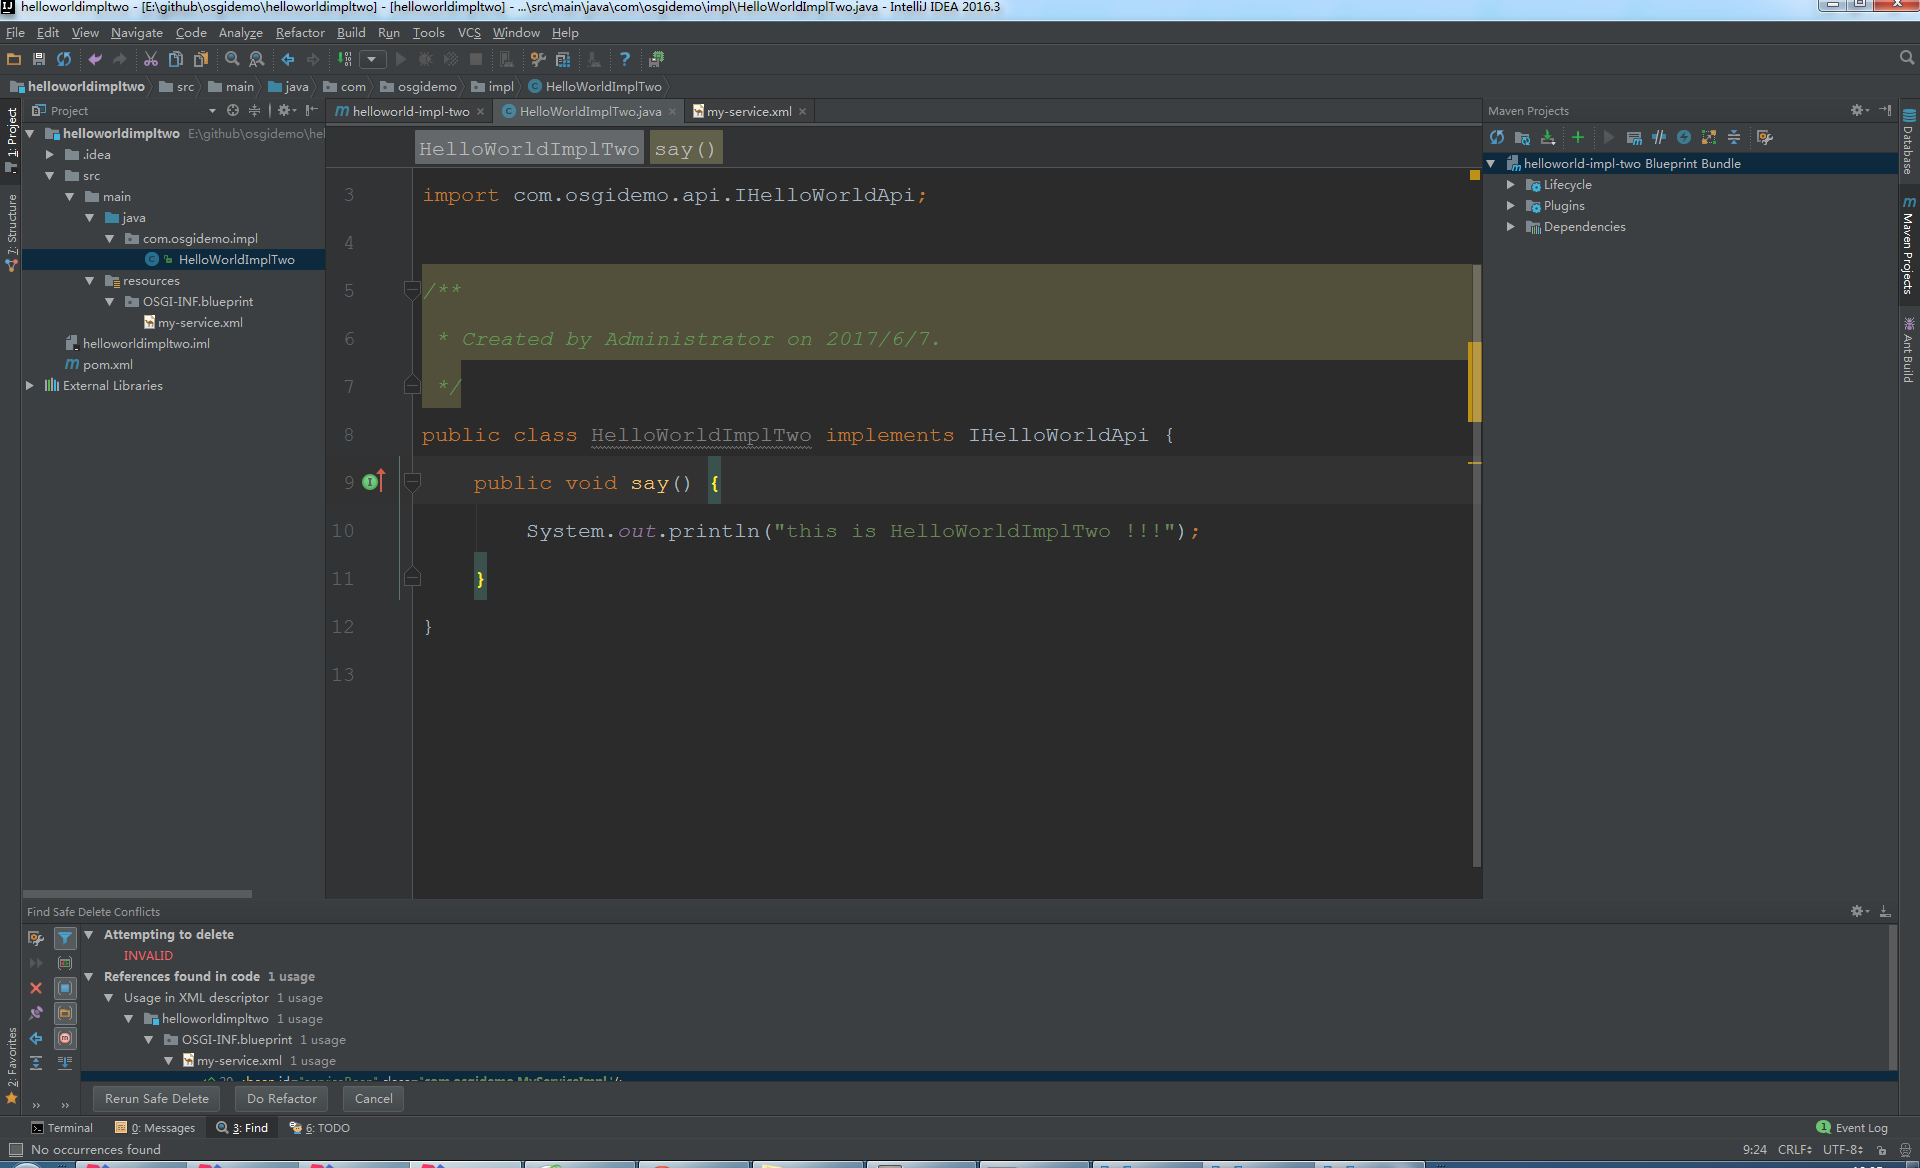 helloworldimpltwo - [E:\github\osgidemo\helloworldimpltwo] - [helloworldimpltwo] - ...\src\main\java\com\osgidemo\impl\HelloWorldImplTwo.java - IntelliJ IDEA 2016.3
File Edit View Navigate Code Analyze Refactor Build Run Tools VCS Window Help
helloworldimpltwo src main java com osgidemo impl HelloWorldImplTwo
1: Project
7: Structure
2: Favorites
Project
helloworldimpltwo E:\github\osgidemo\hel
.idea
src
main
java
com.osgidemo.impl
HelloWorldImplTwo
resources
OSGI-INF.blueprint
my-service.xml
helloworldimpltwo.iml
pom.xml
External Libraries
helloworld-impl-two HelloWorldImplTwo.java my-service.xml
HelloWorldImplTwo say()
3 import com.osgidemo.api.IHelloWorldApi;
4
5 /**
6 * Created by Administrator on 2017/6/7.
7 */
8 public class HelloWorldImplTwo implements IHelloWorldApi {
9 public void say() {
10 System.out.println("this is HelloWorldImplTwo !!!");
11 }
12 }
13
Maven Projects
helloworld-impl-two Blueprint Bundle
Lifecycle
Plugins
Dependencies
Database
Maven Projects
Ant Build
Find Safe Delete Conflicts
Attempting to delete
INVALID
References found in code 1 usage
Usage in XML descriptor 1 usage
helloworldimpltwo 1 usage
OSGI-INF.blueprint 1 usage
my-service.xml 1 usage
Rerun Safe Delete Do Refactor Cancel
Terminal 0: Messages 3: Find 6: TODO 1 Event Log
No occurrences found 9:24 CRLF UTF-8